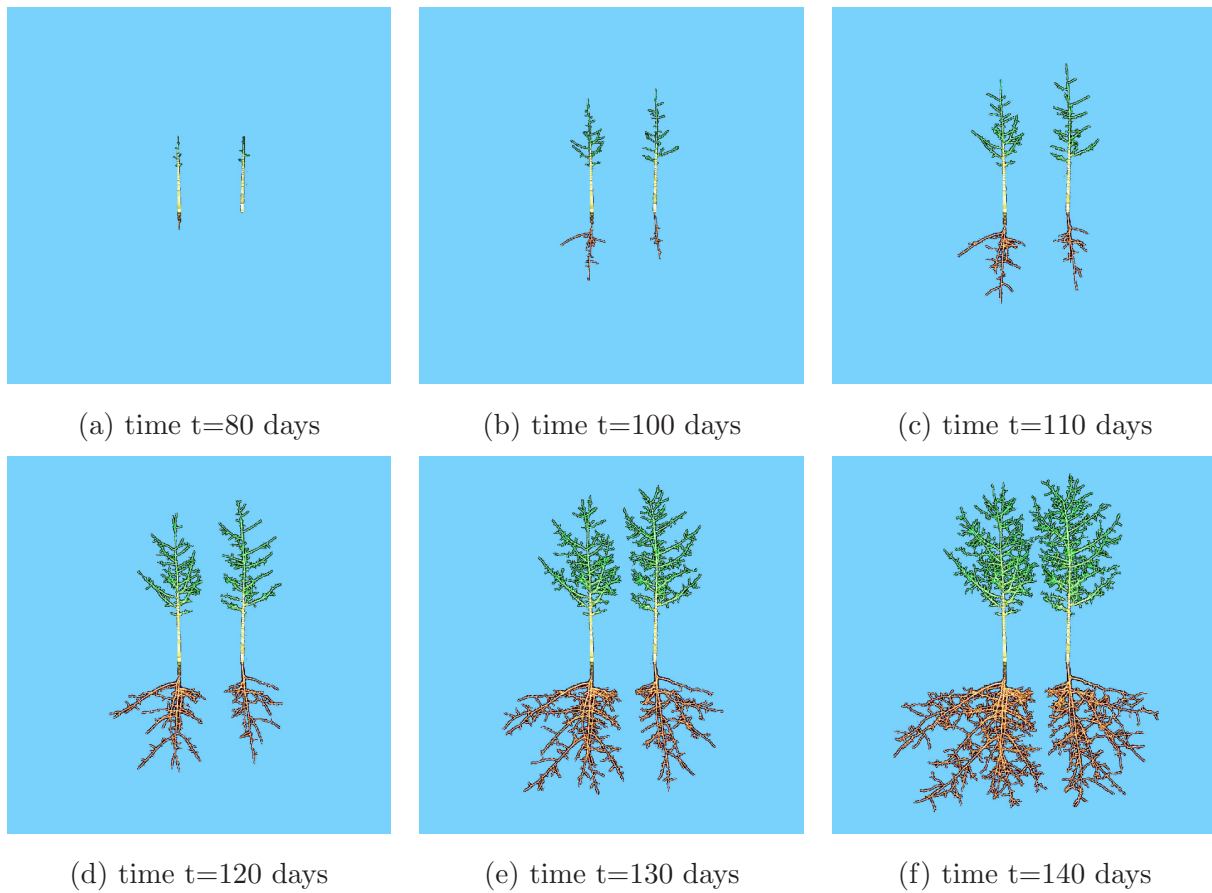 (a) time t=80 days
(b) time t=100 days
(c) time t=110 days
(d) time t=120 days
(e) time t=130 days
(f) time t=140 days